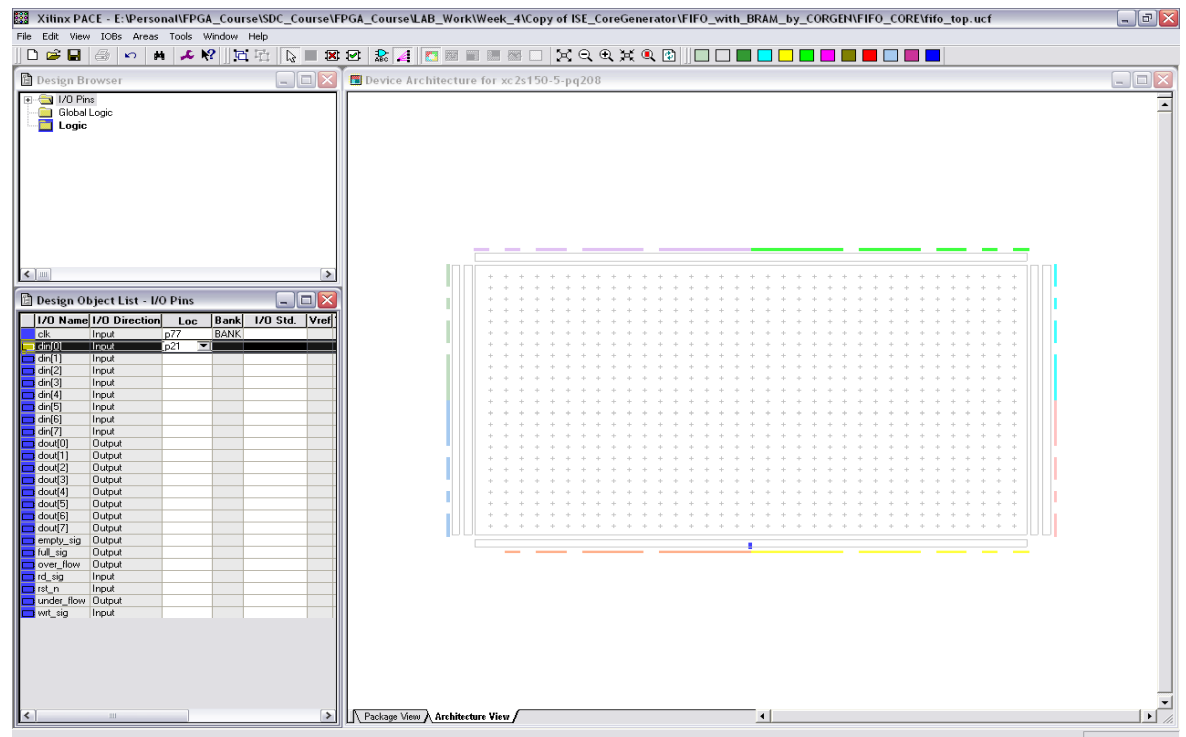 Xilinx PACE - E:\Personal\FPGA_Course\SDC_Course\FPGA_Course\LAB_Work\Week_4\Copy of ISE_CoreGenerator\FIFO_with_BRAM_by_CORGEN\FIFO_CORE\fifo_top.ucf
File Edit View IOBs Areas Tools Window Help
Design Browser
I/O Pins
Global Logic
Logic
Design Object List - I/O Pins
I/O Name I/O Direction Loc Bank I/O Std. Vref
clk Input p77 BANK
din[0] Input p21
din[1] Input
din[2] Input
din[3] Input
din[4] Input
din[5] Input
din[6] Input
din[7] Input
dout[0] Output
dout[1] Output
dout[2] Output
dout[3] Output
dout[4] Output
dout[5] Output
dout[6] Output
dout[7] Output
empty_sig Output
full_sig Output
over_flow Output
rd_sig Input
rst_n Input
under_flow Output
wrt_sig Input
Device Architecture for xc2s150-5-pq208
Package View Architecture View